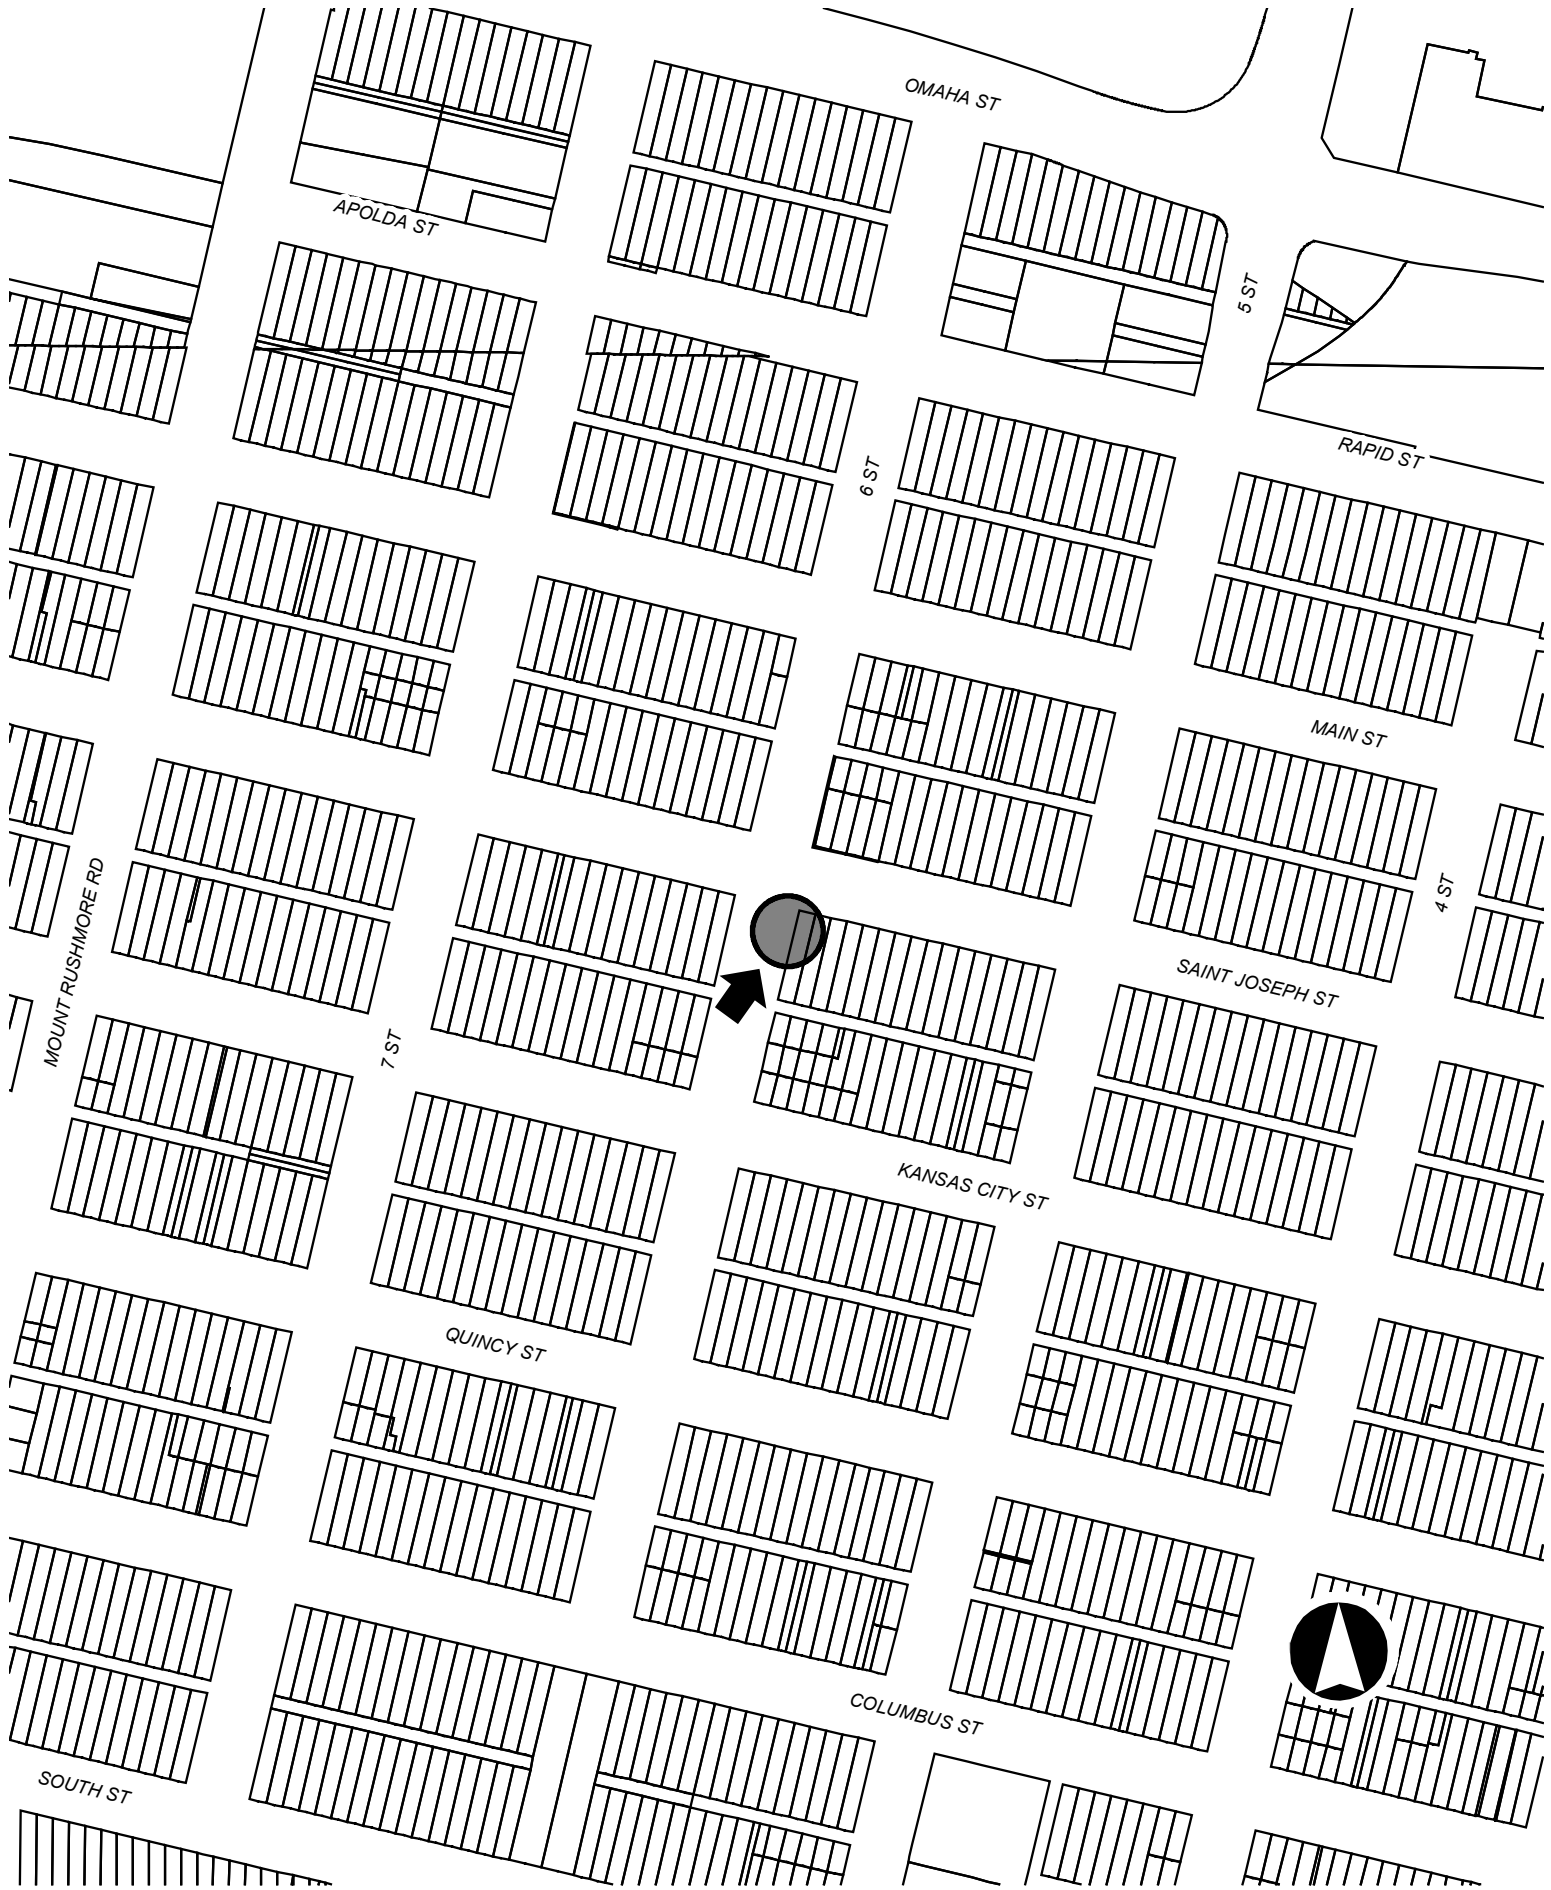 OMAHA ST
APOLDA ST
5 ST
RAPID ST
6 ST
MAIN ST
4 ST
MOUNT RUSHMORE RD
SAINT JOSEPH ST
7 ST
KANSAS CITY ST
QUINCY ST
COLUMBUS ST
SOUTH ST